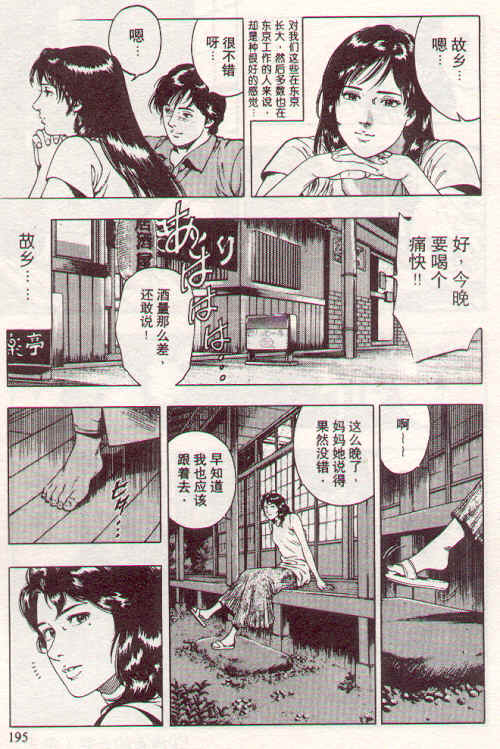 故乡…
嗯…
对我们这些在东京
长大，然后多数也在
东京工作的人来说，
却是种很好的感觉…
很不错
呀…
嗯…
好，今晚
要喝个
痛快!!
居酒屋
酒量那么差，
还敢说！
故乡……
楽亭
啊～～
这么晚了，
妈妈她说得
果然没错．
早知道
我也应该
跟着去．
195